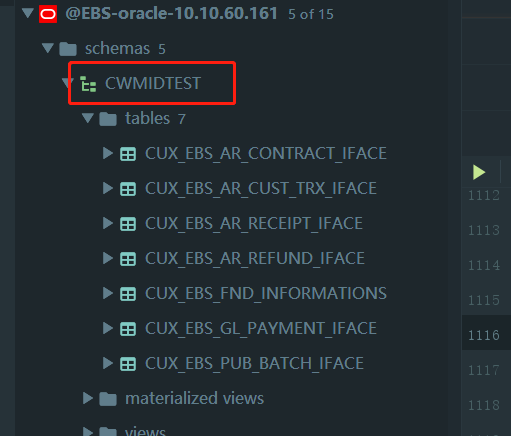 @EBS-oracle-10.10.60.161 5 of 15
schemas 5
CWMIDTEST
tables 7
CUX_EBS_AR_CONTRACT_IFACE
1112
CUX_EBS_AR_CUST_TRX_IFACE
1113
CUX_EBS_AR_RECEIPT_IFACE
1114
CUX_EBS_AR_REFUND_IFACE
CUX_EBS_FND_INFORMATIONS
1115
CUX_EBS_GL_PAYMENT_IFACE
1116
CUX_EBS_PUB_BATCH_IFACE
1117
materialized views
1118
views